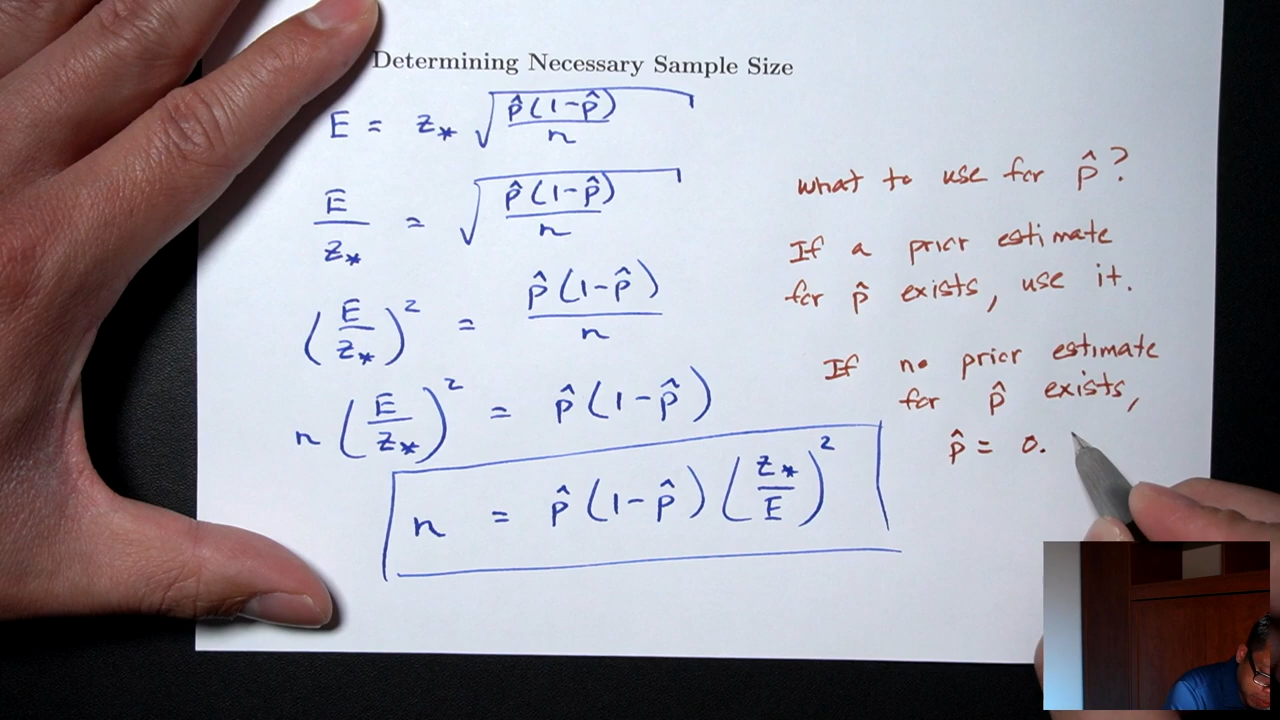 Determining Necessary Sample Size
E = z* √(p̂(1-p̂)/n)
E/z* = √(p̂(1-p̂)/n)
(E/z*)² = p̂(1-p̂)/n
n(E/z*)² = p̂(1-p̂)
n = p̂(1-p̂)(z*/E)²
what to use for p̂?
If a prior estimate
for p̂ exists, use it.
If no prior estimate
for p̂ exists,
p̂ = 0.